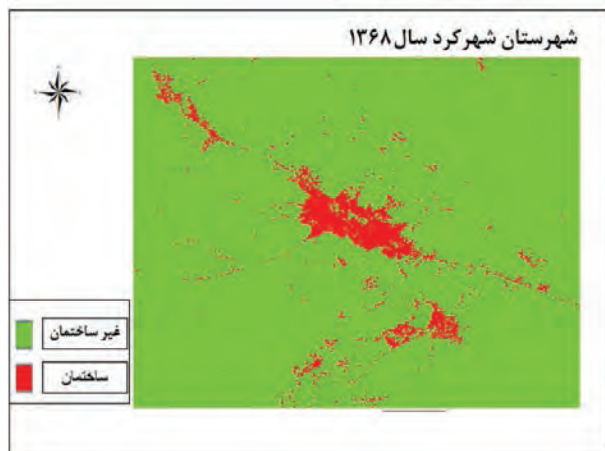 شهرستان شهرکرد سال ۱۳۶۸
غیر ساختمان
ساختمان